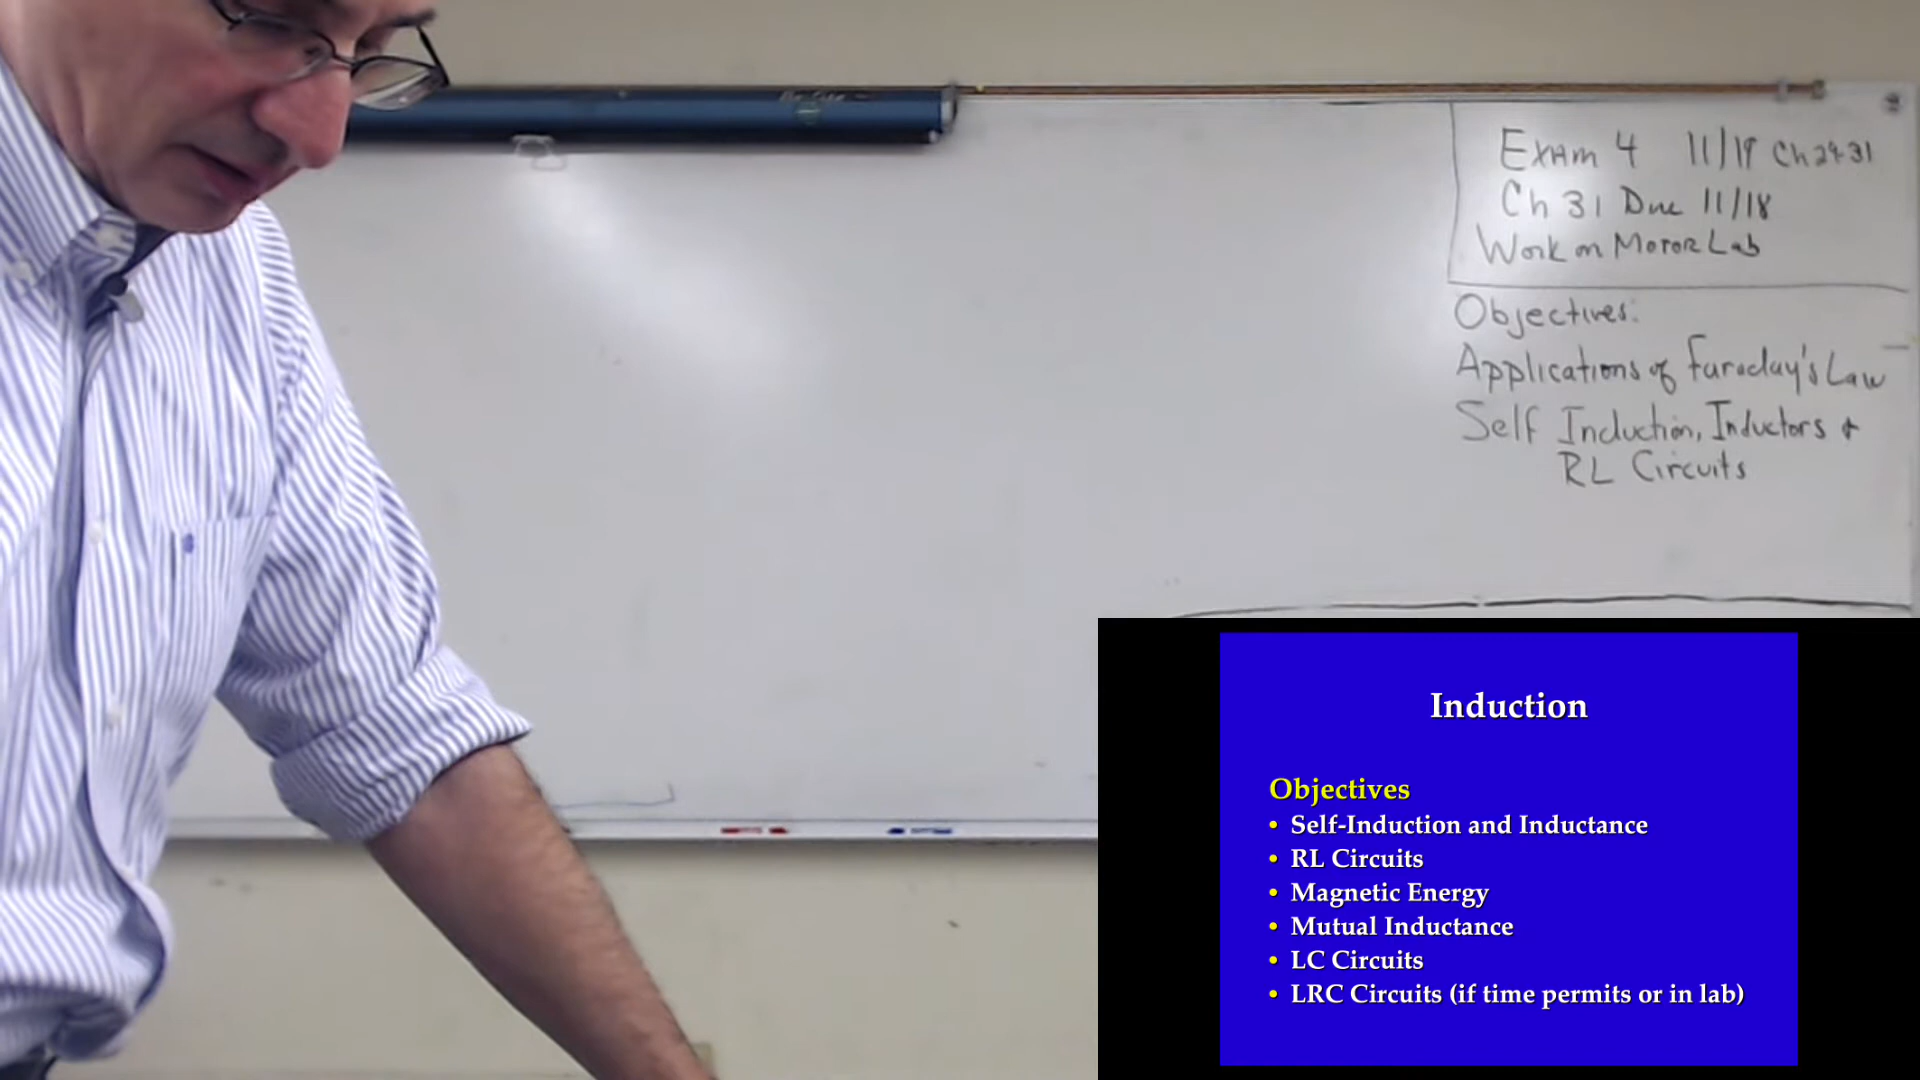 Exam 4 11/19 Ch 29-31
Ch 31 Due 11/18
Work on Motor Lab
Objectives:
Applications of Faraday's Law
Self Induction, Inductors &
RL Circuits
Induction
Objectives
• Self-Induction and Inductance
• RL Circuits
• Magnetic Energy
• Mutual Inductance
• LC Circuits
• LRC Circuits (if time permits or in lab)